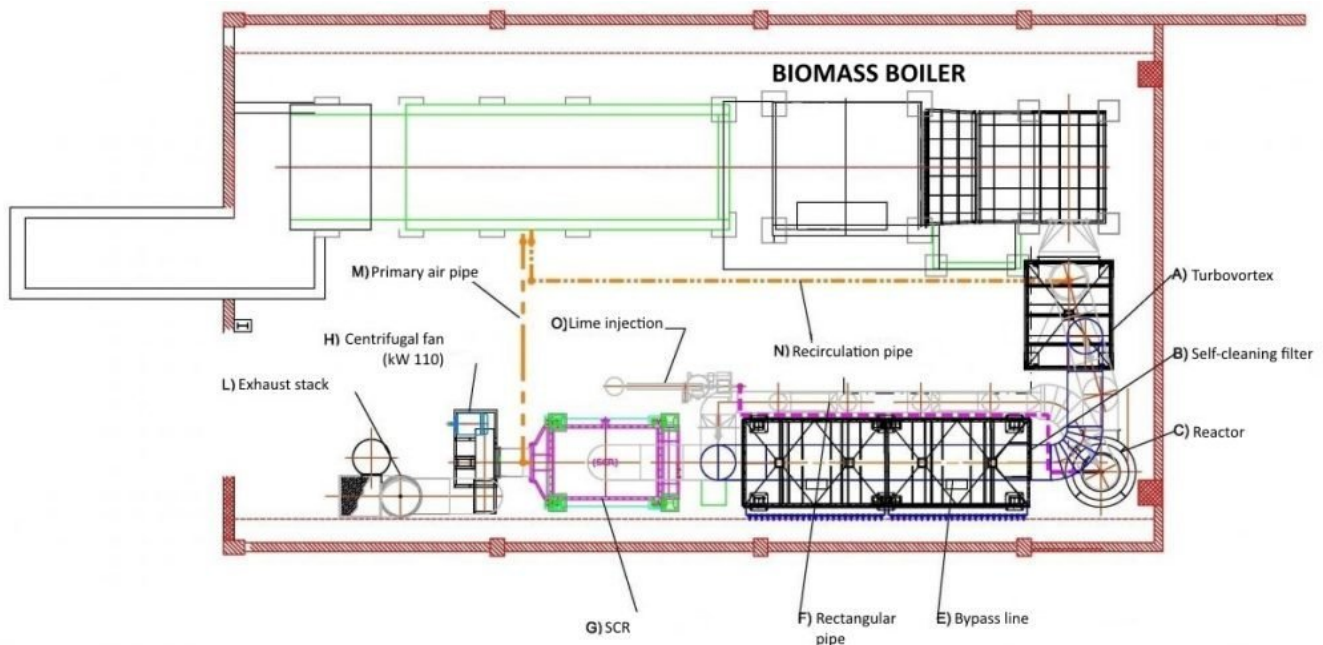 BIOMASS BOILER
M) Primary air pipe
A) Turbovortex
O) Lime injection
H) Centrifugal fan
(kW 110)
N) Recirculation pipe
B) Self-cleaning filter
L) Exhaust stack
C) Reactor
(SCR)
G) SCR
F) Rectangular
pipe
E) Bypass line